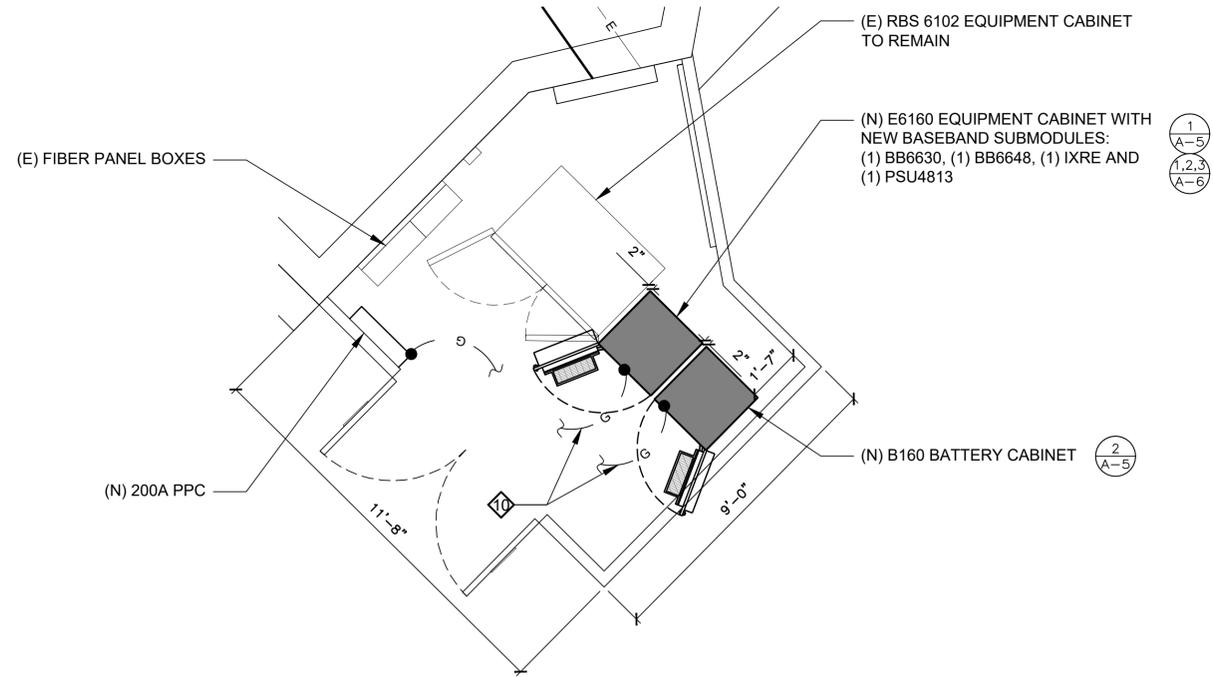 E
(E) RBS 6102 EQUIPMENT CABINET
TO REMAIN
(N) E6160 EQUIPMENT CABINET WITH
NEW BASEBAND SUBMODULES:
(1) BB6630, (1) BB6648, (1) IXRE AND
(1) PSU4813
1
A-5
1,2,3
A-6
(E) FIBER PANEL BOXES
2"
G
2"
1'-7"
G
G
(N) B160 BATTERY CABINET
2
A-5
(N) 200A PPC
10
11'-8"
9'-0"